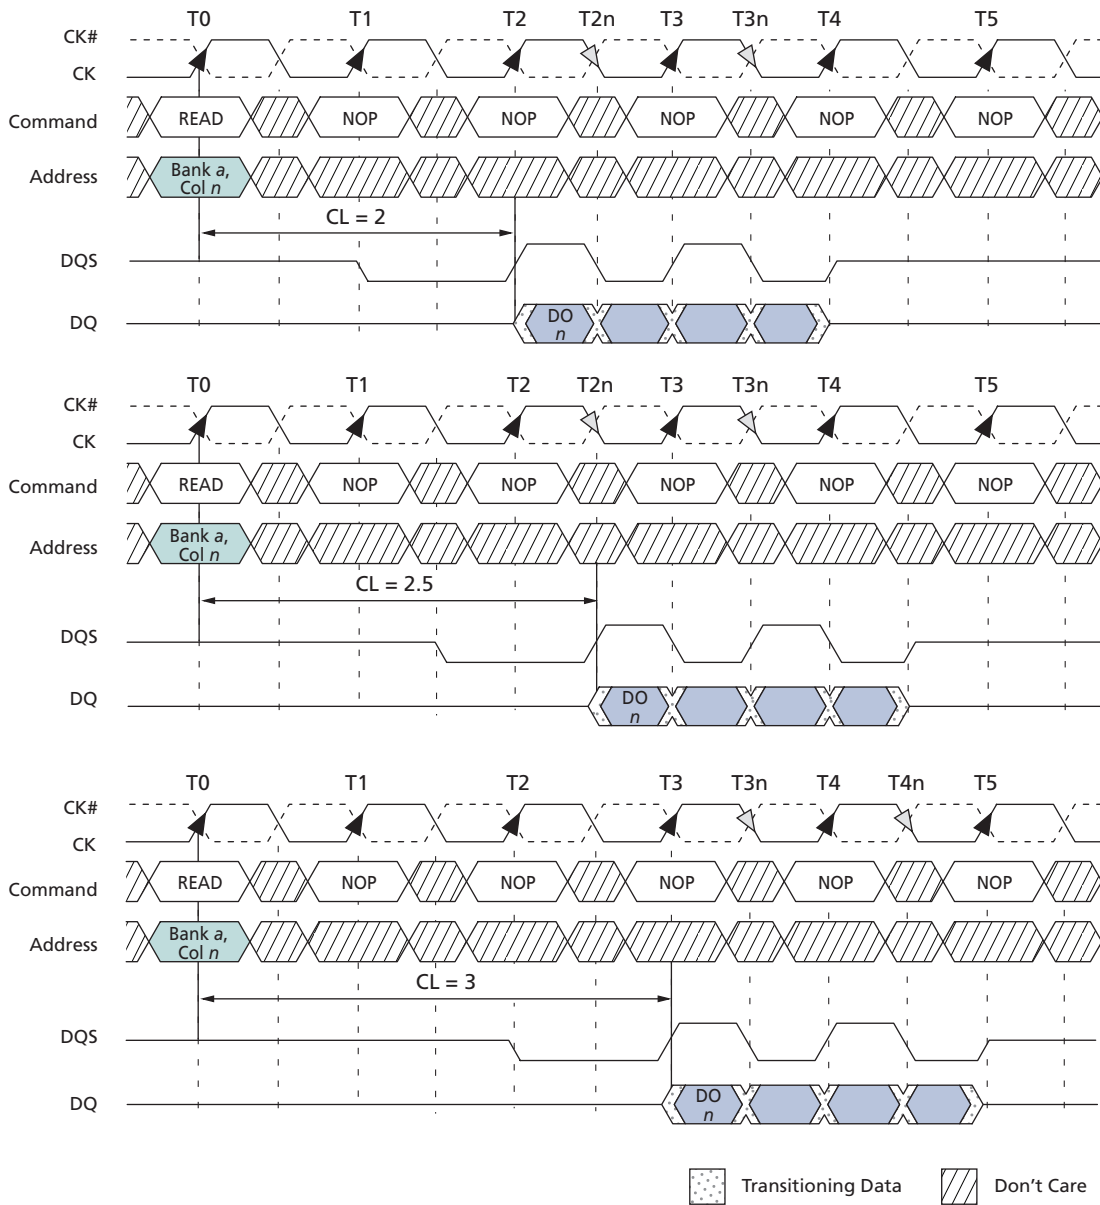 T0 T1 T2 T2n T3 T3n T4 T5
CK#
CK
Command READ NOP NOP NOP NOP NOP
Address Bank a,
Col n
CL = 2
DQS
DQ DO
n
T0 T1 T2 T2n T3 T3n T4 T5
CK#
CK
Command READ NOP NOP NOP NOP NOP
Address Bank a,
Col n
CL = 2.5
DQS
DQ DO
n
T0 T1 T2 T3 T3n T4 T4n T5
CK#
CK
Command READ NOP NOP NOP NOP NOP
Address Bank a,
Col n
CL = 3
DQS
DQ DO
n
Transitioning Data Don't Care